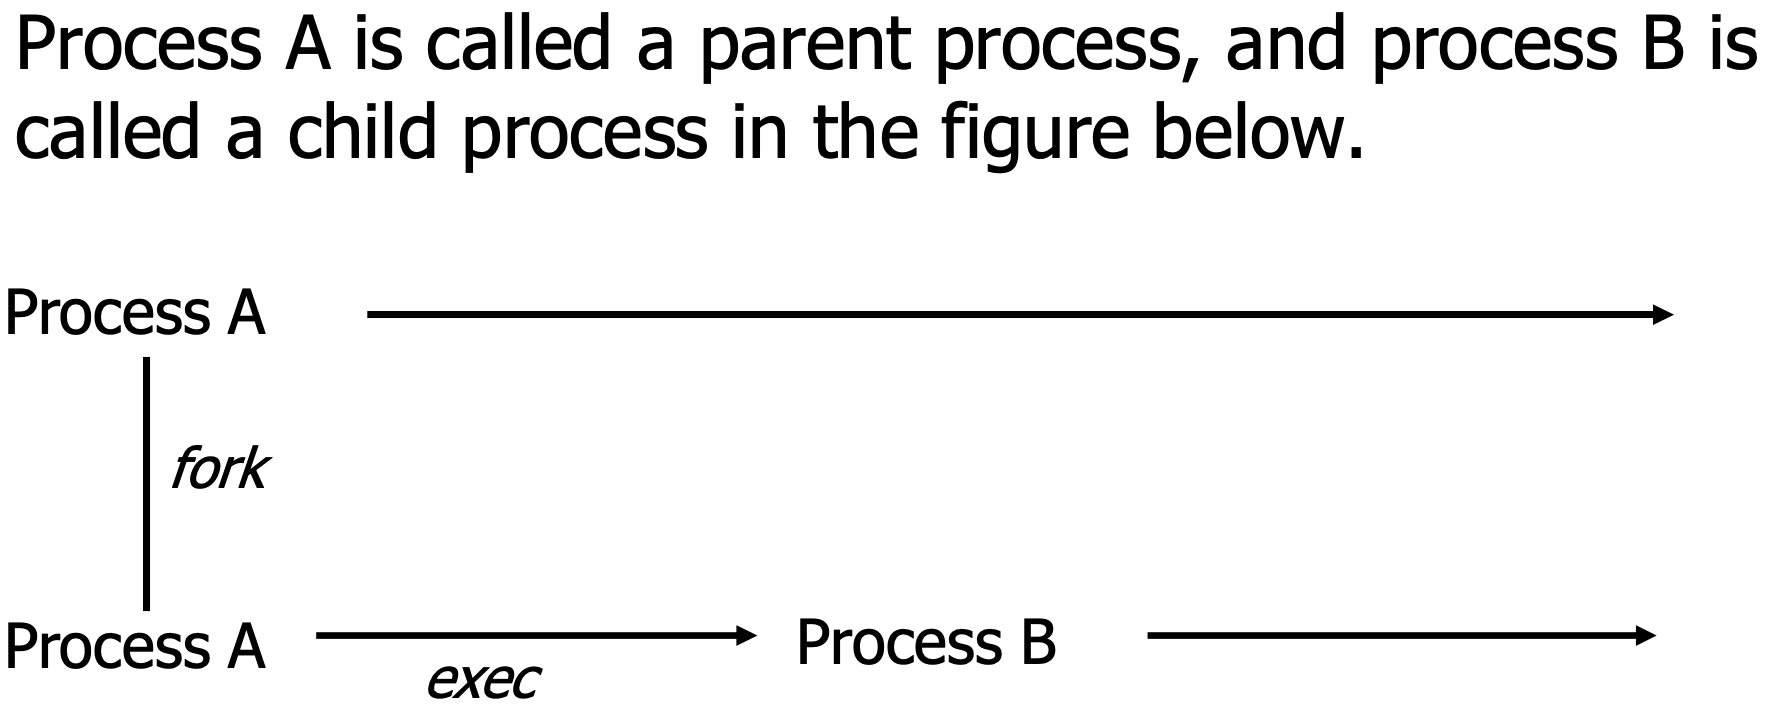 Process A is called a parent process, and process B is
called a child process in the figure below.
Process A
fork
Process A
exec
Process B